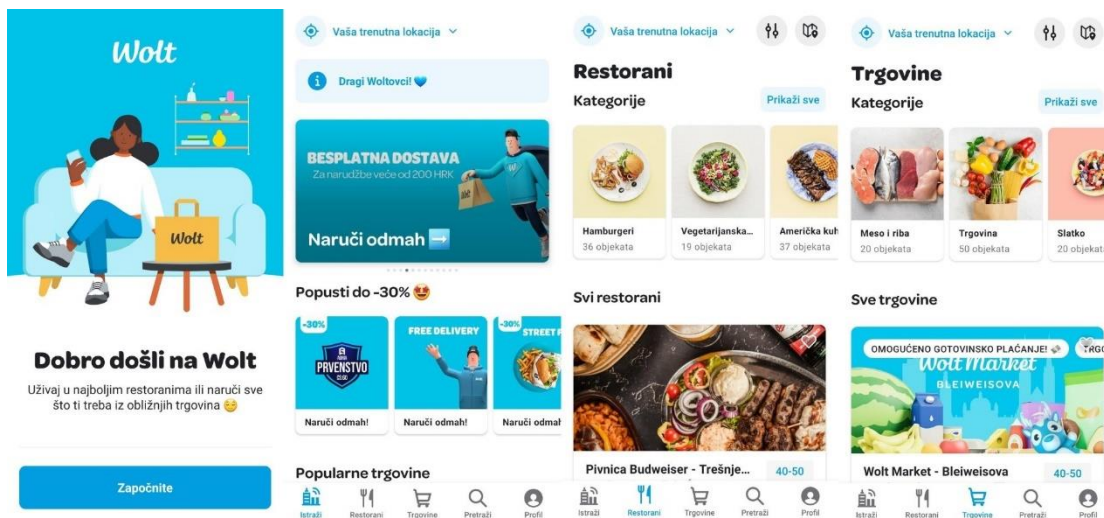 Wolt
Wolt
Dobro došli na Wolt
Uživaj u najboljim restoranima ili naruči sve
što ti treba iz obližnjih trgovina 😊
Započnite
Vaša trenutna lokacija
Dragi Woltovci! 💙
BESPLATNA DOSTAVA
Za narudžbe veće od 200 HRK
Naruči odmah ➡️
Popusti do -30% 🤩
-30%
PRVENSTVO
Naruči odmah!
FREE DELIVERY
Naruči odmah!
-30%
STREET F
Naruči odmah
Popularne trgovine
Istraži Restorani Trgovine Pretraži Profil
Vaša trenutna lokacija
Restorani
Kategorije Prikaži sve
Hamburgeri
36 objekata
Vegetarijanska...
19 objekata
Američka kuh
37 objekata
Svi restorani
Pivnica Budweiser - Trešnje...
40-50
Istraži Restorani Trgovine Pretraži Profil
Vaša trenutna lokacija
Trgovine
Kategorije Prikaži sve
Meso i riba
20 objekata
Trgovina
50 objekata
Slatko
20 objekat
Sve trgovine
OMOGUĆENO GOTOVINSKO PLAĆANJE! 💸
TRGO
Wolt Market
BLEIWEISOVA
Wolt Market - Bleiweisova
40-50
Istraži Restorani Trgovine Pretraži Profil